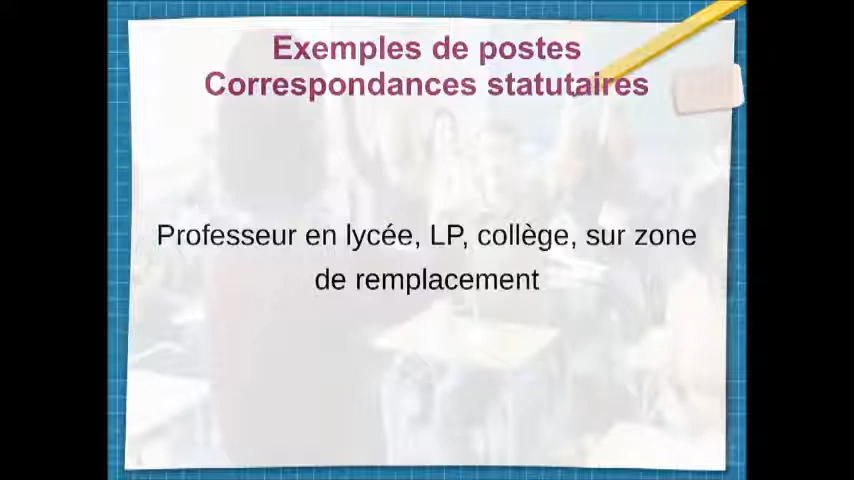 Exemples de postes
Correspondances statutaires
Professeur en lycée, LP, collège, sur zone
de remplacement